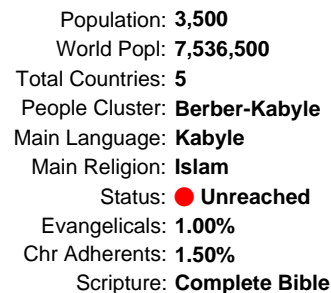 Population: 3,500
World Popl: 7,536,500
Total Countries: 5
People Cluster: Berber-Kabyle
Main Language: Kabyle
Main Religion: Islam
Status: Unreached
Evangelicals: 1.00%
Chr Adherents: 1.50%
Scripture: Complete Bible